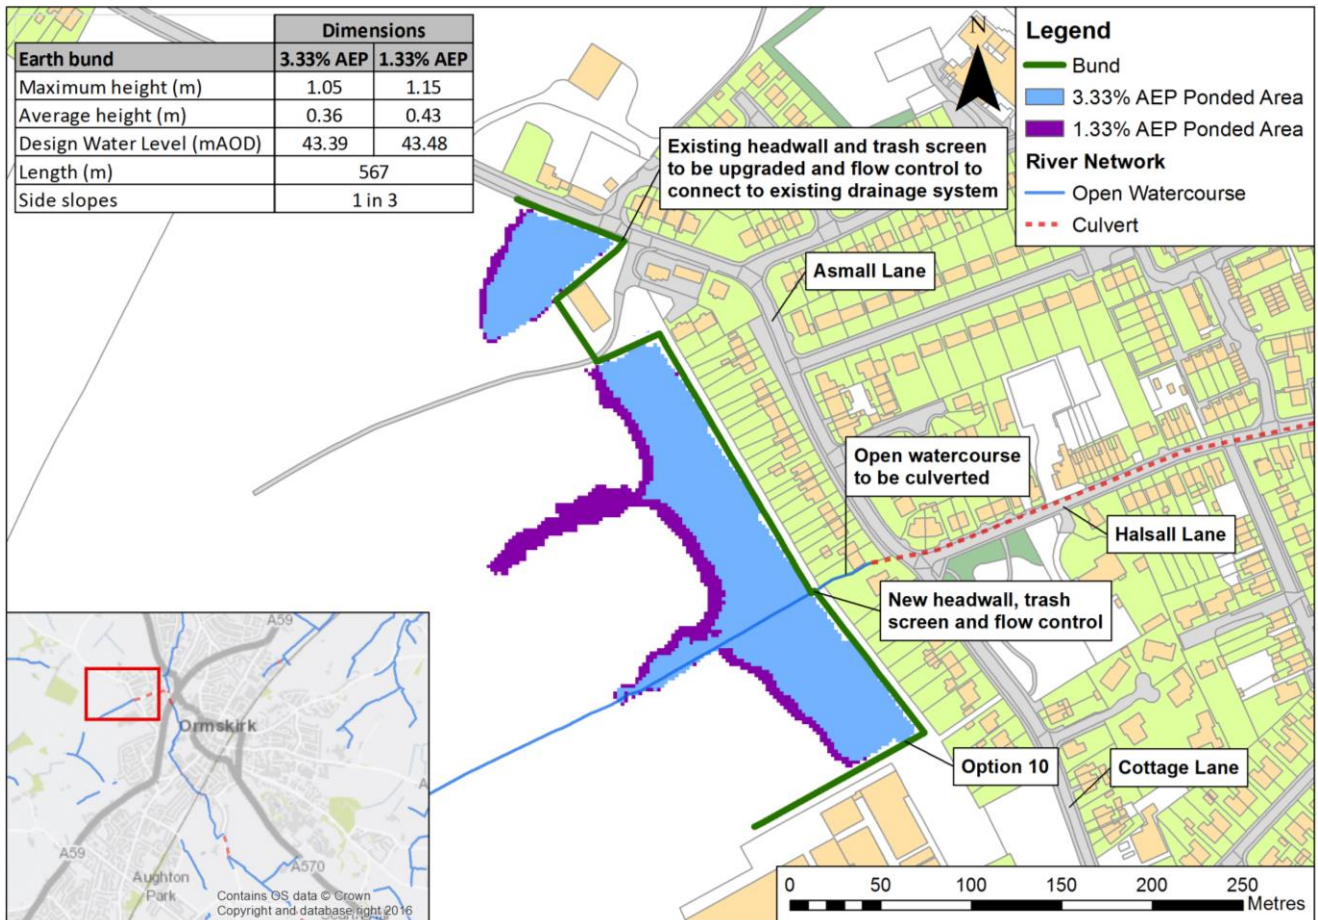 Dimensions
Earth bund 3.33% AEP 1.33% AEP
Maximum height (m) 1.05 1.15
Average height (m) 0.36 0.43
Design Water Level (mAOD) 43.39 43.48
Length (m) 567
Side slopes 1 in 3
N
Legend
Bund
3.33% AEP Ponded Area
1.33% AEP Ponded Area
River Network
Open Watercourse
Culvert
Existing headwall and trash screen
to be upgraded and flow control to
connect to existing drainage system
Asmall Lane
Open watercourse
to be culverted
Halsall Lane
New headwall, trash
screen and flow control
Option 10
Cottage Lane
A59
Ormskirk
A59
A570
Aughton
Park
Contains OS data © Crown
Copyright and database right 2016
0 50 100 150 200 250
Metres